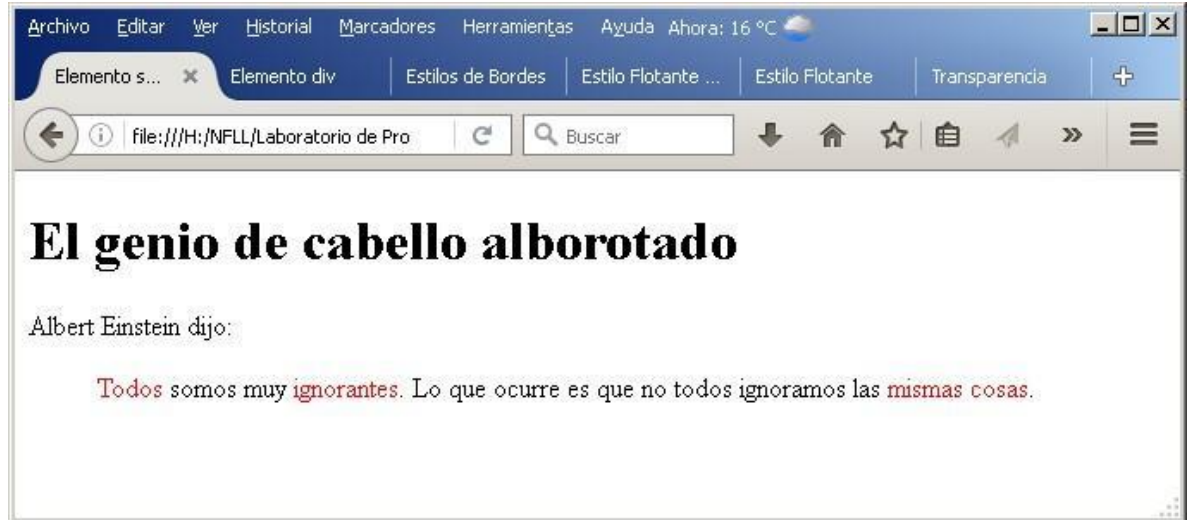 Archivo Editar Ver Historial Marcadores Herramientas Ayuda Ahora: 16 °C
Elemento s... Elemento div Estilos de Bordes Estilo Flotante ... Estilo Flotante Transparencia
file:///H:/NFLL/Laboratorio de Pro Buscar
El genio de cabello alborotado
Albert Einstein dijo:
Todos somos muy ignorantes. Lo que ocurre es que no todos ignoramos las mismas cosas.